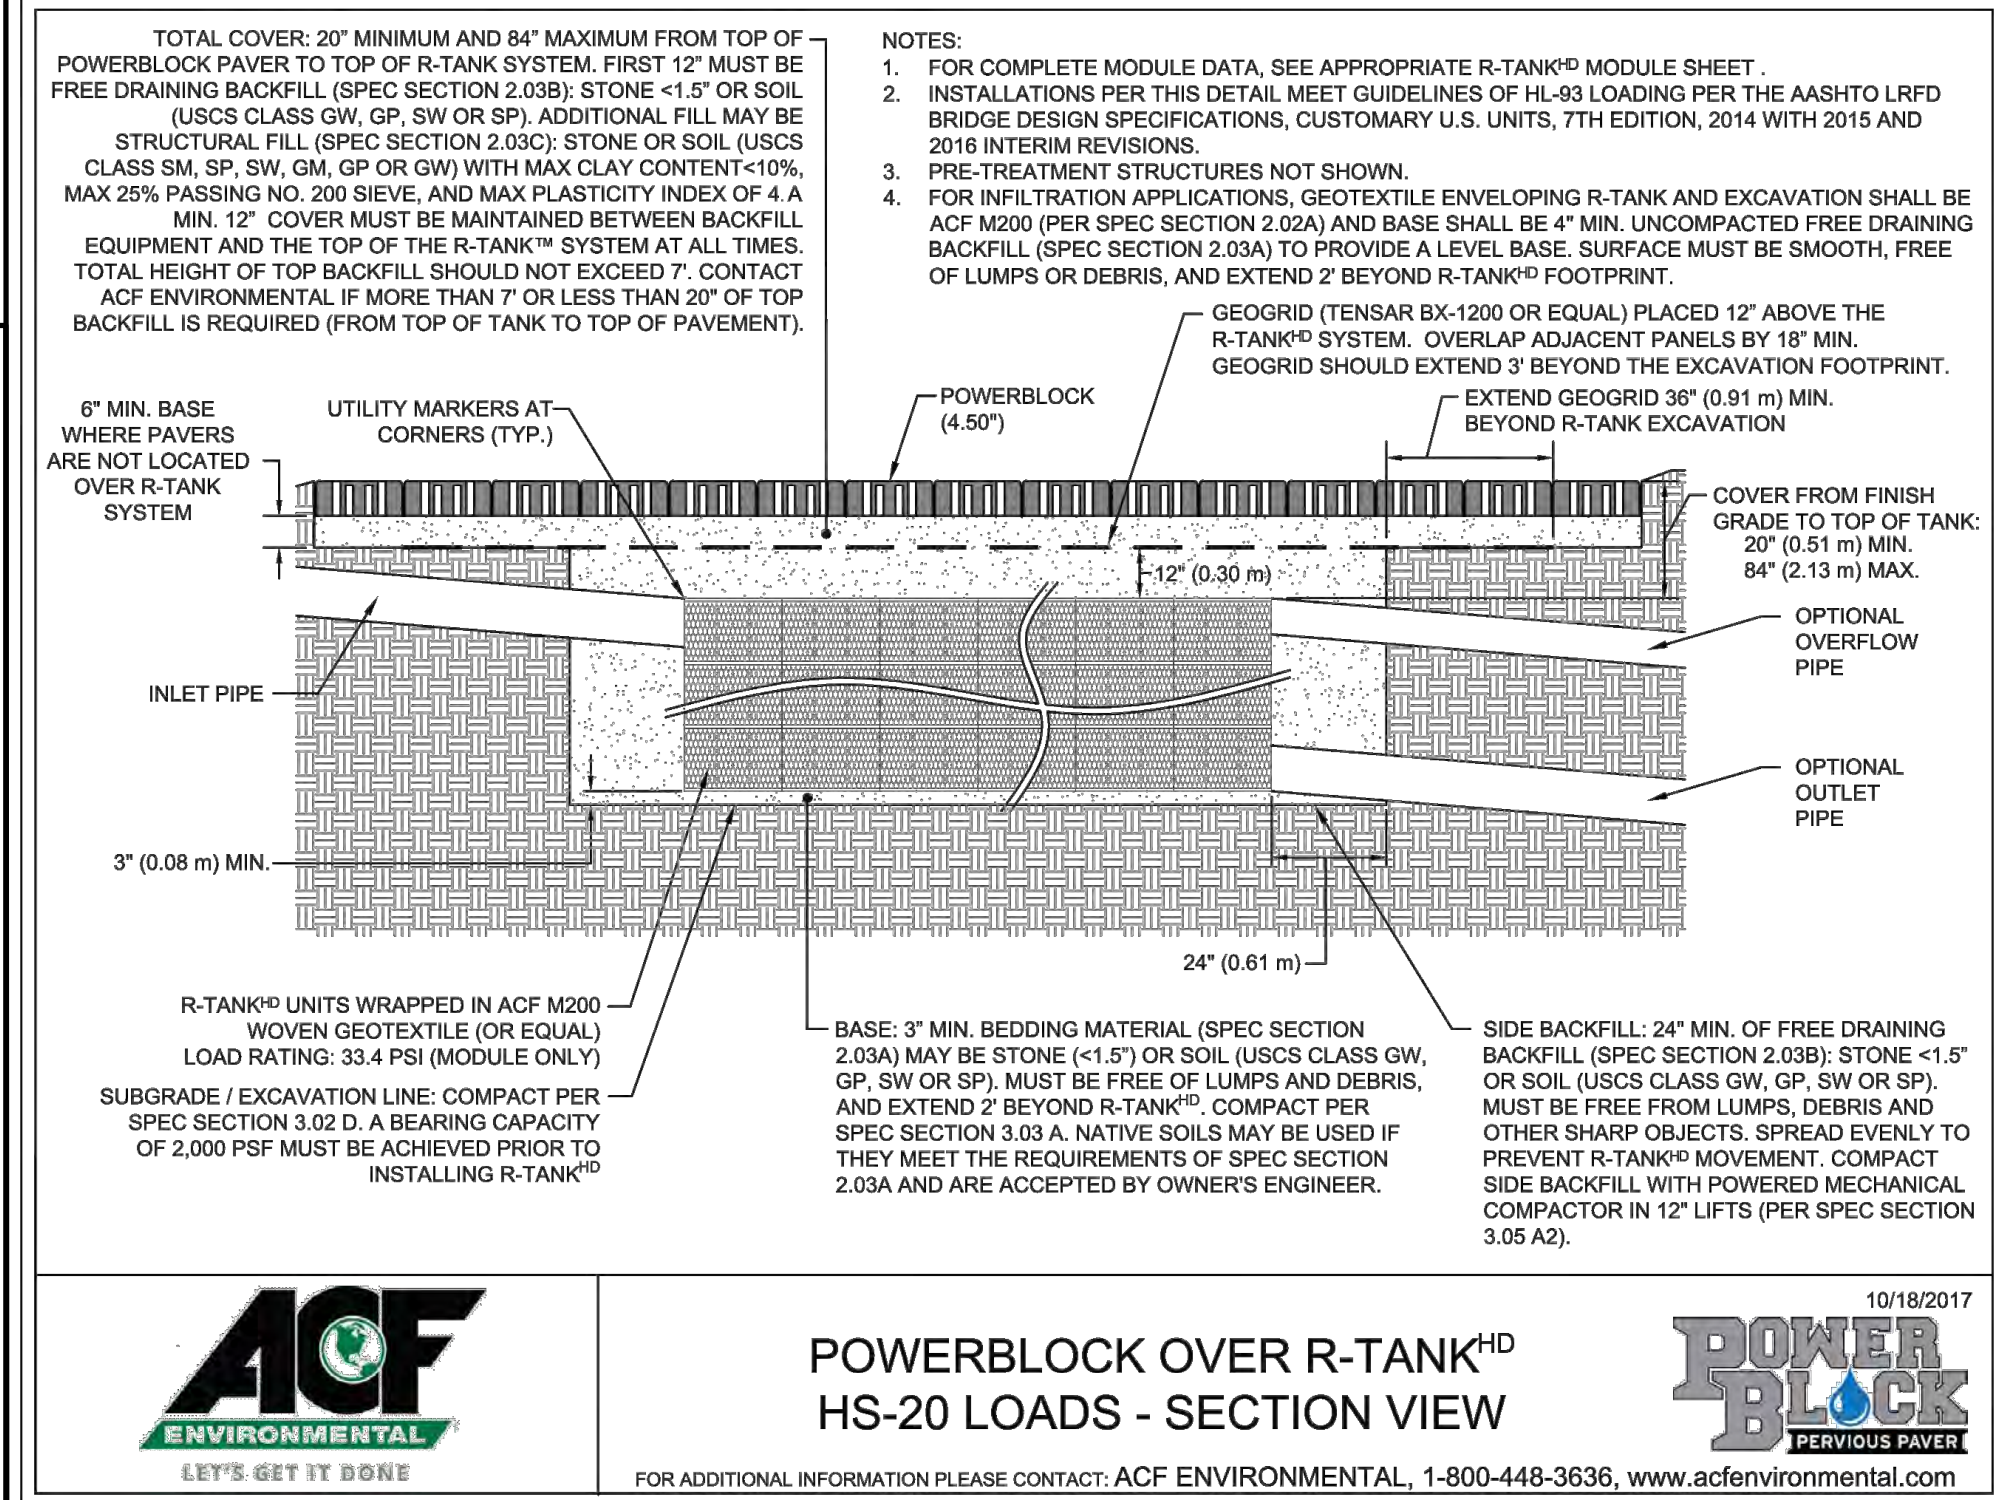 TOTAL COVER: 20" MINIMUM AND 84" MAXIMUM FROM TOP OF
POWERBLOCK PAVER TO TOP OF R-TANK SYSTEM. FIRST 12" MUST BE
FREE DRAINING BACKFILL (SPEC SECTION 2.03B): STONE <1.5" OR SOIL
(USCS CLASS GW, GP, SW OR SP). ADDITIONAL FILL MAY BE
STRUCTURAL FILL (SPEC SECTION 2.03C): STONE OR SOIL (USCS
CLASS SM, SP, SW, GM, GP OR GW) WITH MAX CLAY CONTENT<10%,
MAX 25% PASSING NO. 200 SIEVE, AND MAX PLASTICITY INDEX OF 4. A
MIN. 12" COVER MUST BE MAINTAINED BETWEEN BACKFILL
EQUIPMENT AND THE TOP OF THE R-TANK™ SYSTEM AT ALL TIMES.
TOTAL HEIGHT OF TOP BACKFILL SHOULD NOT EXCEED 7'. CONTACT
ACF ENVIRONMENTAL IF MORE THAN 7' OR LESS THAN 20" OF TOP
BACKFILL IS REQUIRED (FROM TOP OF TANK TO TOP OF PAVEMENT).
NOTES:
1. FOR COMPLETE MODULE DATA, SEE APPROPRIATE R-TANKHD MODULE SHEET .
2. INSTALLATIONS PER THIS DETAIL MEET GUIDELINES OF HL-93 LOADING PER THE AASHTO LRFD
BRIDGE DESIGN SPECIFICATIONS, CUSTOMARY U.S. UNITS, 7TH EDITION, 2014 WITH 2015 AND
2016 INTERIM REVISIONS.
3. PRE-TREATMENT STRUCTURES NOT SHOWN.
4. FOR INFILTRATION APPLICATIONS, GEOTEXTILE ENVELOPING R-TANK AND EXCAVATION SHALL BE
ACF M200 (PER SPEC SECTION 2.02A) AND BASE SHALL BE 4" MIN. UNCOMPACTED FREE DRAINING
BACKFILL (SPEC SECTION 2.03A) TO PROVIDE A LEVEL BASE. SURFACE MUST BE SMOOTH, FREE
OF LUMPS OR DEBRIS, AND EXTEND 2' BEYOND R-TANKHD FOOTPRINT.
GEOGRID (TENSAR BX-1200 OR EQUAL) PLACED 12" ABOVE THE
R-TANKHD SYSTEM. OVERLAP ADJACENT PANELS BY 18" MIN.
GEOGRID SHOULD EXTEND 3' BEYOND THE EXCAVATION FOOTPRINT.
6" MIN. BASE
WHERE PAVERS
ARE NOT LOCATED
OVER R-TANK
SYSTEM
UTILITY MARKERS AT
CORNERS (TYP.)
POWERBLOCK
(4.50")
EXTEND GEOGRID 36" (0.91 m) MIN.
BEYOND R-TANK EXCAVATION
COVER FROM FINISH
GRADE TO TOP OF TANK:
20" (0.51 m) MIN.
84" (2.13 m) MAX.
12" (0.30 m)
OPTIONAL
OVERFLOW
PIPE
INLET PIPE
OPTIONAL
OUTLET
PIPE
3" (0.08 m) MIN.
24" (0.61 m)
R-TANKHD UNITS WRAPPED IN ACF M200
WOVEN GEOTEXTILE (OR EQUAL)
LOAD RATING: 33.4 PSI (MODULE ONLY)
SUBGRADE / EXCAVATION LINE: COMPACT PER
SPEC SECTION 3.02 D. A BEARING CAPACITY
OF 2,000 PSF MUST BE ACHIEVED PRIOR TO
INSTALLING R-TANKHD
BASE: 3" MIN. BEDDING MATERIAL (SPEC SECTION
2.03A) MAY BE STONE (<1.5") OR SOIL (USCS CLASS GW,
GP, SW OR SP). MUST BE FREE OF LUMPS AND DEBRIS,
AND EXTEND 2' BEYOND R-TANKHD. COMPACT PER
SPEC SECTION 3.03 A. NATIVE SOILS MAY BE USED IF
THEY MEET THE REQUIREMENTS OF SPEC SECTION
2.03A AND ARE ACCEPTED BY OWNER'S ENGINEER.
SIDE BACKFILL: 24" MIN. OF FREE DRAINING
BACKFILL (SPEC SECTION 2.03B): STONE <1.5"
OR SOIL (USCS CLASS GW, GP, SW OR SP).
MUST BE FREE FROM LUMPS, DEBRIS AND
OTHER SHARP OBJECTS. SPREAD EVENLY TO
PREVENT R-TANKHD MOVEMENT. COMPACT
SIDE BACKFILL WITH POWERED MECHANICAL
COMPACTOR IN 12" LIFTS (PER SPEC SECTION
3.05 A2).
ACF
ENVIRONMENTAL
LET'S GET IT DONE
POWERBLOCK OVER R-TANKHD
HS-20 LOADS - SECTION VIEW
10/18/2017
POWER
BLOCK
PERVIOUS PAVER
FOR ADDITIONAL INFORMATION PLEASE CONTACT: ACF ENVIRONMENTAL, 1-800-448-3636, www.acfenvironmental.com